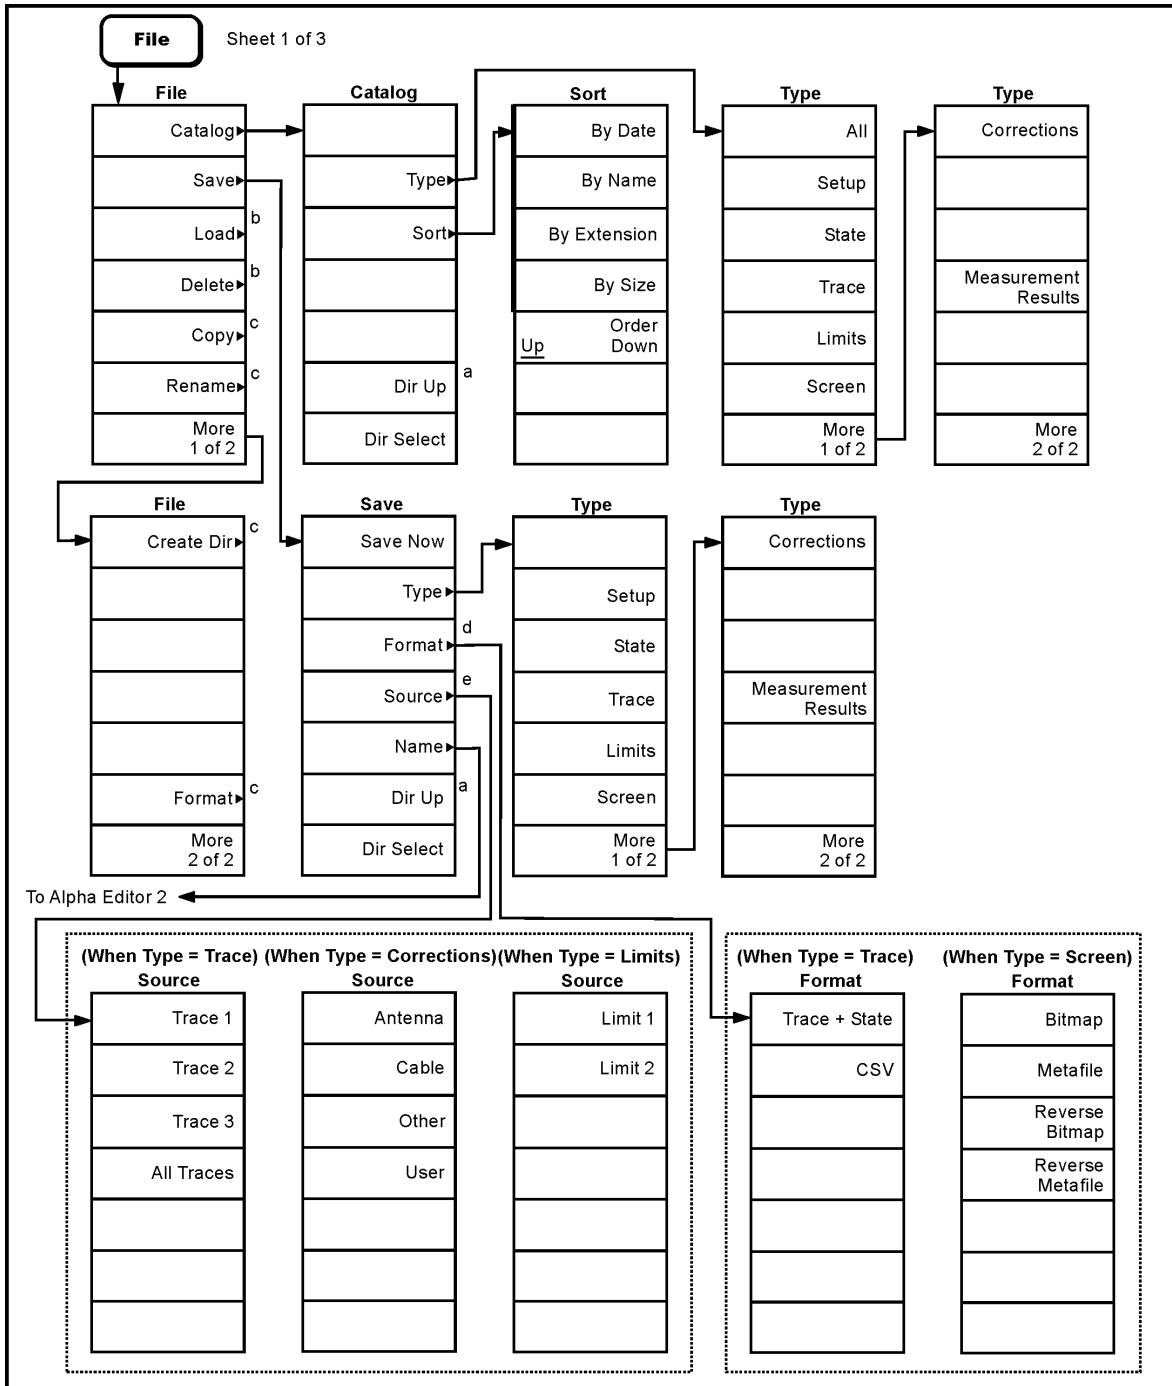 File
Sheet 1 of 3
File
Catalog
Save
b
Load
b
Delete
c
Copy
c
Rename
More
1 of 2
Catalog
Type
Sort
a
Dir Up
Dir Select
Sort
By Date
By Name
By Extension
By Size
Order
Up Down
Type
All
Setup
State
Trace
Limits
Screen
More
1 of 2
Type
Corrections
Measurement
Results
More
2 of 2
File
c
Create Dir
c
Format
More
2 of 2
Save
Save Now
Type
d
Format
e
Source
Name
a
Dir Up
Dir Select
Type
Setup
State
Trace
Limits
Screen
More
1 of 2
Type
Corrections
Measurement
Results
More
2 of 2
To Alpha Editor 2
(When Type = Trace)
Source
Trace 1
Trace 2
Trace 3
All Traces
(When Type = Corrections)
Source
Antenna
Cable
Other
User
(When Type = Limits)
Source
Limit 1
Limit 2
(When Type = Trace)
Format
Trace + State
CSV
(When Type = Screen)
Format
Bitmap
Metafile
Reverse
Bitmap
Reverse
Metafile